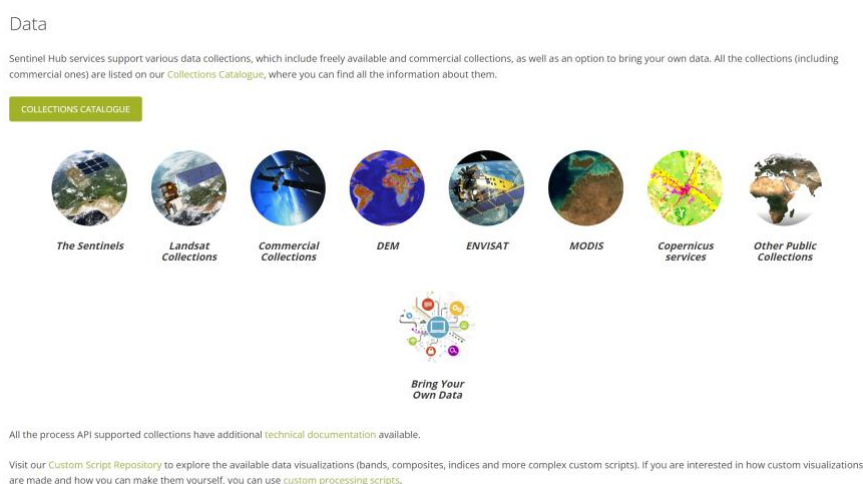 Data
Sentinel Hub services support various data collections, which include freely available and commercial collections, as well as an option to bring your own data. All the collections (including
commercial ones) are listed on our Collections Catalogue, where you can find all the information about them.
COLLECTIONS CATALOGUE
The Sentinels
Landsat
Collections
Commercial
Collections
DEM
ENVISAT
MODIS
Copernicus
services
Other Public
Collections
Bring Your
Own Data
All the process API supported collections have additional technical documentation available.
Visit our Custom Script Repository to explore the available data visualizations (bands, composites, indices and more complex custom scripts). If you are interested in how custom visualizations
are made and how you can make them yourself, you can use custom processing scripts.